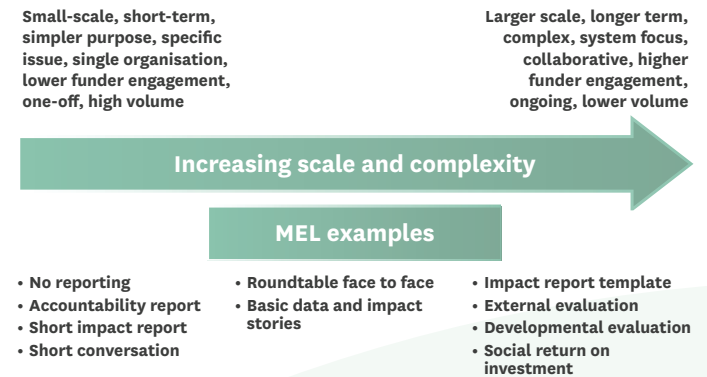 Small-scale, short-term,
simpler purpose, specific
issue, single organisation,
lower funder engagement,
one-off, high volume
Larger scale, longer term,
complex, system focus,
collaborative, higher
funder engagement,
ongoing, lower volume
Increasing scale and complexity
MEL examples
• No reporting
• Accountability report
• Short impact report
• Short conversation
• Roundtable face to face
• Basic data and impact
stories
• Impact report template
• External evaluation
• Developmental evaluation
• Social return on
investment